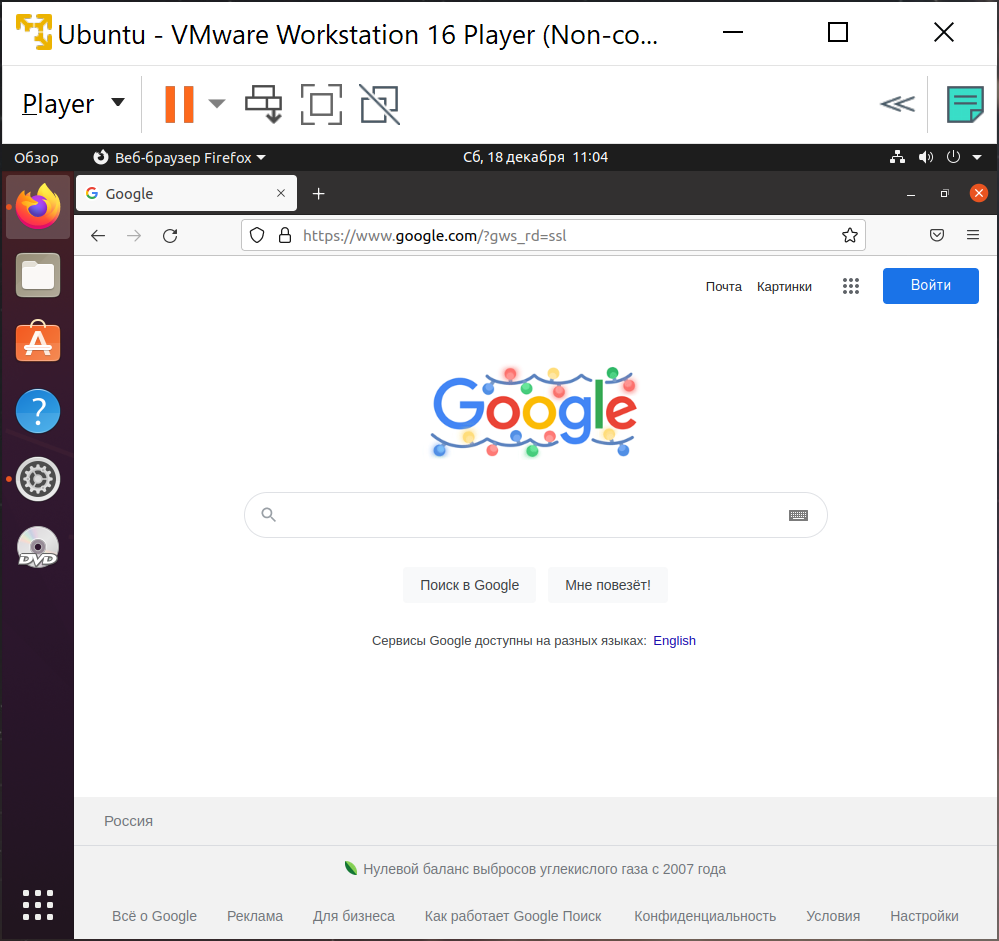 Ubuntu - VMware Workstation 16 Player (Non-co...
Player
Обзор Веб-браузер Firefox Сб, 18 декабря 11:04
Google
https://www.google.com/?gws_rd=ssl
Почта Картинки Войти
Google
Поиск в Google Мне повезёт!
Сервисы Google доступны на разных языках: English
DVD
Россия
Нулевой баланс выбросов углекислого газа с 2007 года
Всё о Google Реклама Для бизнеса Как работает Google Поиск Конфиденциальность Условия Настройки